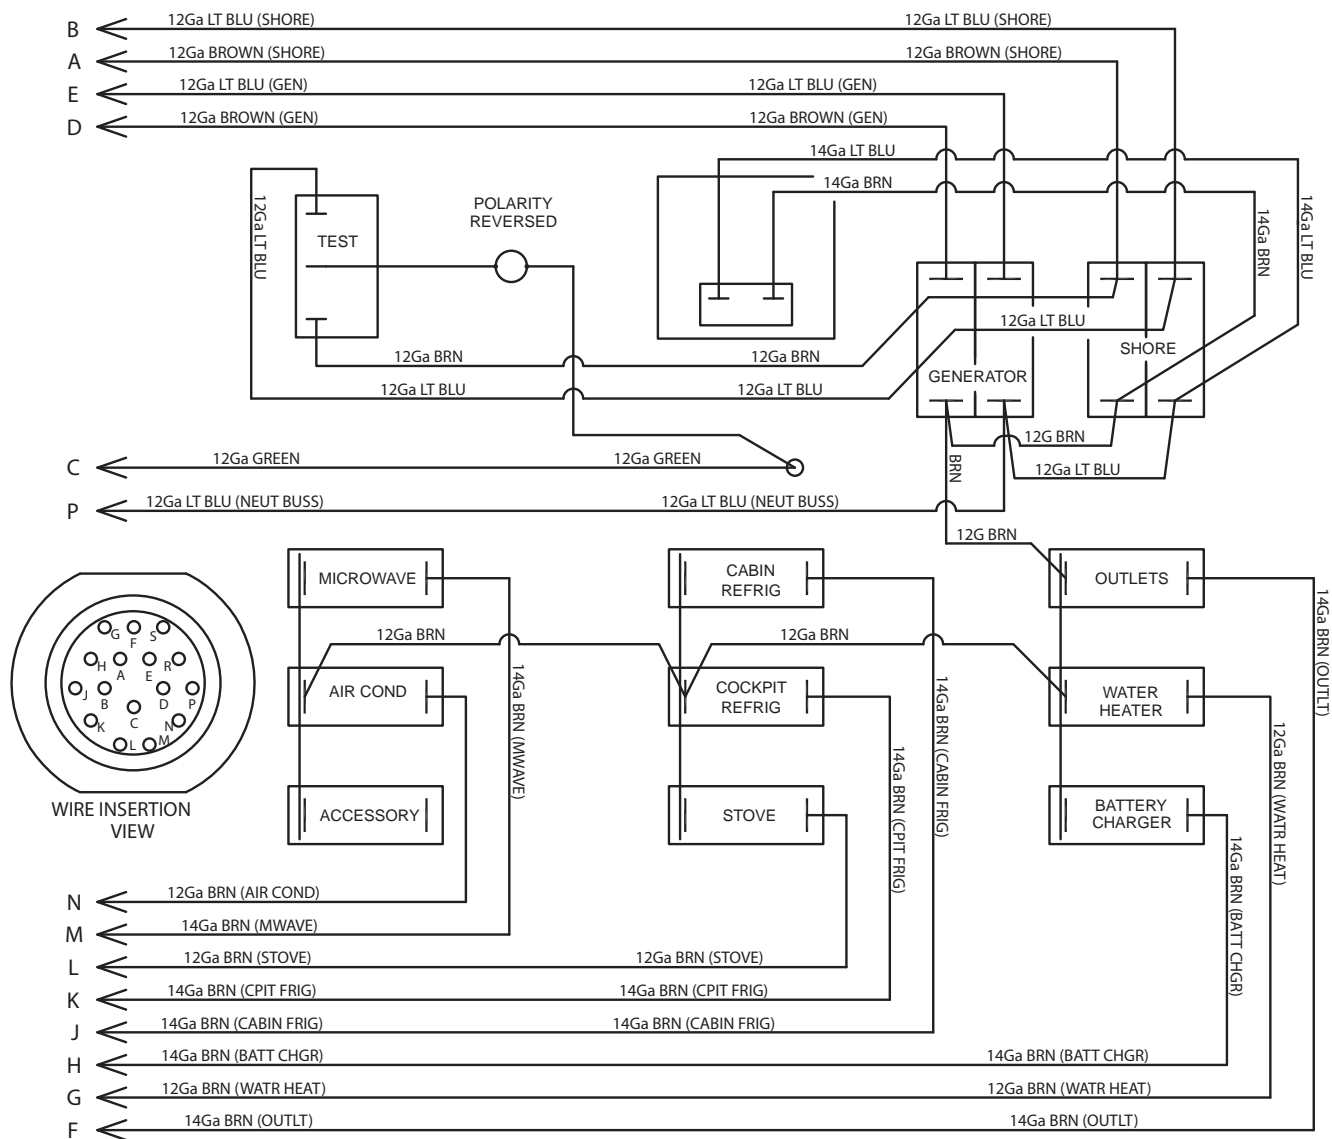 B 12Ga LT BLU (SHORE) 12Ga LT BLU (SHORE)
A 12Ga BROWN (SHORE) 12Ga BROWN (SHORE)
E 12Ga LT BLU (GEN) 12Ga LT BLU (GEN)
D 12Ga BROWN (GEN) 12Ga BROWN (GEN)
14Ga LT BLU
14Ga BRN
12Ga LT BLU
TEST
POLARITY
REVERSED
14Ga BRN
14Ga LT BLU
12Ga LT BLU
SHORE
GENERATOR
12Ga BRN 12Ga BRN
12Ga LT BLU 12Ga LT BLU
12G BRN
BRN
12Ga LT BLU
C 12Ga GREEN 12Ga GREEN
P 12Ga LT BLU (NEUT BUSS) 12Ga LT BLU (NEUT BUSS)
12G BRN
MICROWAVE
CABIN
REFRIG
OUTLETS
14Ga BRN (OUTLT)
12Ga BRN 12Ga BRN
AIR COND
COCKPIT
REFRIG
WATER
HEATER
14Ga BRN (MWAVE)
14Ga BRN (CPIT FRIG)
14Ga BRN (CABIN FRIG)
12Ga BRN (WATR HEAT)
ACCESSORY
STOVE
BATTERY
CHARGER
14Ga BRN (BATT CHGR)
G F S
H A E R
J B D P
K C N
L M
WIRE INSERTION
VIEW
N 12Ga BRN (AIR COND)
M 14Ga BRN (MWAVE)
L 12Ga BRN (STOVE) 12Ga BRN (STOVE)
K 14Ga BRN (CPIT FRIG) 14Ga BRN (CPIT FRIG)
J 14Ga BRN (CABIN FRIG) 14Ga BRN (CABIN FRIG)
H 14Ga BRN (BATT CHGR) 14Ga BRN (BATT CHGR)
G 12Ga BRN (WATR HEAT) 12Ga BRN (WATR HEAT)
F 14Ga BRN (OUTLT) 14Ga BRN (OUTLT)